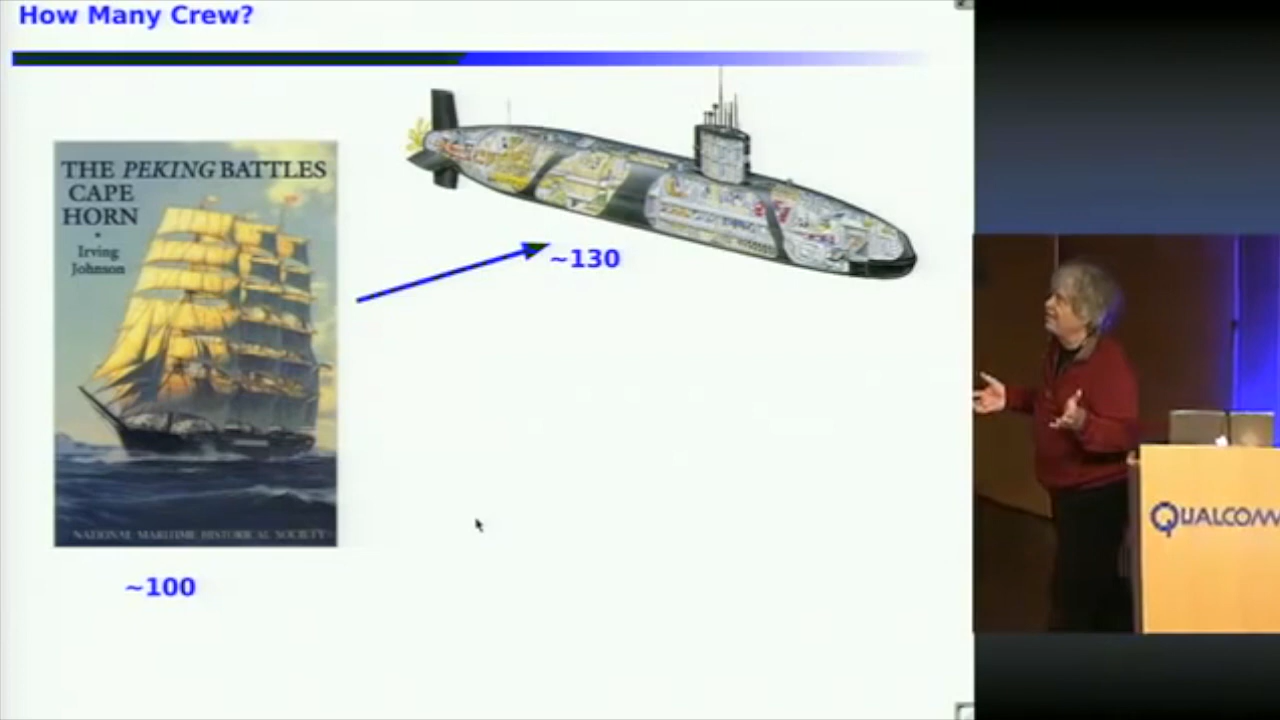 How Many Crew?
THE PEKING BATTLES
CAPE
HORN
Irving
Johnson
NATIONAL MARITIME HISTORICAL SOCIETY
~100
~130
QUALCOMM